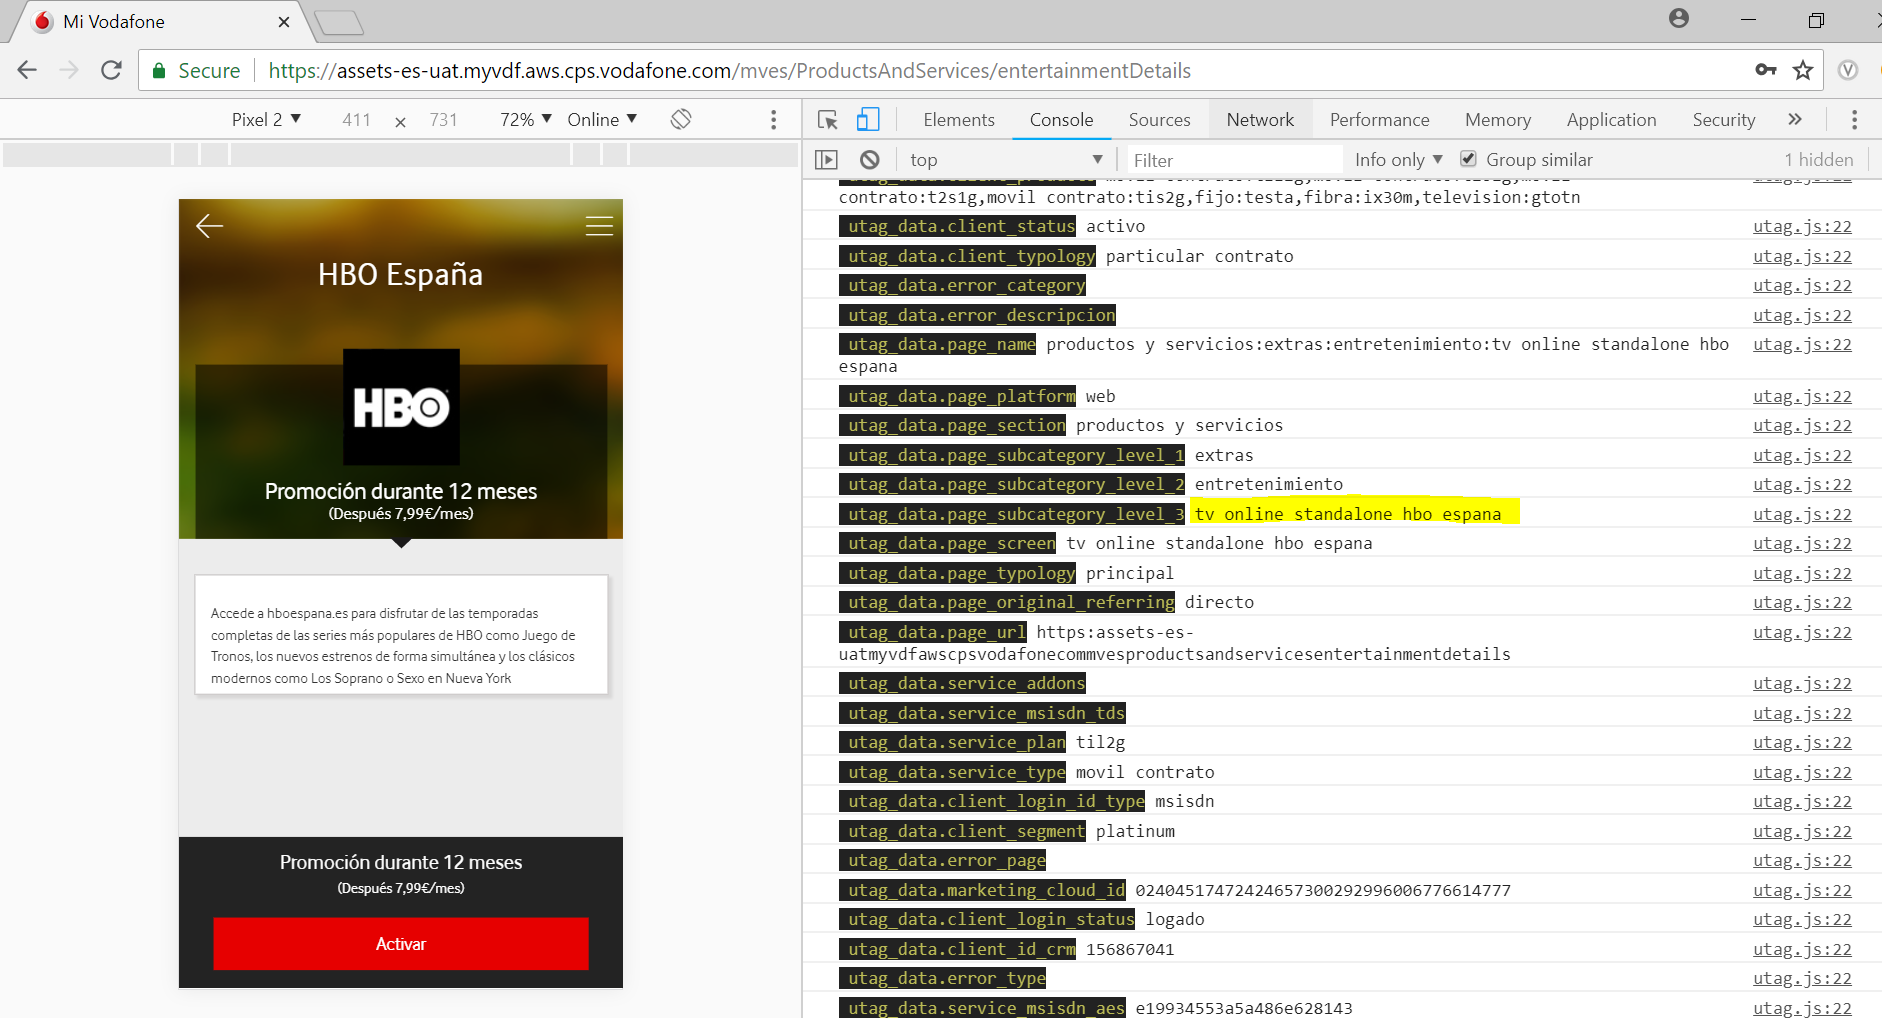 Mi Vodafone
Secure https://assets-es-uat.myvdf.aws.cps.vodafone.com/mves/ProductsAndServices/entertainmentDetails
Pixel 2 411 × 731 72% Online
Elements Console Sources Network Performance Memory Application Security »
top Filter Info only Group similar 1 hidden
HBO España
HBO
Promoción durante 12 meses
(Después 7,99€/mes)
Accede a hboespana.es para disfrutar de las temporadas
completas de las series más populares de HBO como Juego de
Tronos, los nuevos estrenos de forma simultánea y los clásicos
modernos como Los Soprano o Sexo en Nueva York
Promoción durante 12 meses
(Después 7,99€/mes)
Activar
contrato:t2s1g,movil contrato:tis2g,fijo:testa,fibra:ix30m,television:gtotn
utag_data.client_status activo utag.js:22
utag_data.client_typology particular contrato utag.js:22
utag_data.error_category utag.js:22
utag_data.error_descripcion utag.js:22
utag_data.page_name productos y servicios:extras:entretenimiento:tv online standalone hbo utag.js:22
espana
utag_data.page_platform web utag.js:22
utag_data.page_section productos y servicios utag.js:22
utag_data.page_subcategory_level_1 extras utag.js:22
utag_data.page_subcategory_level_2 entretenimiento utag.js:22
utag_data.page_subcategory_level_3 tv online standalone hbo espana utag.js:22
utag_data.page_screen tv online standalone hbo espana utag.js:22
utag_data.page_typology principal utag.js:22
utag_data.page_original_referring directo utag.js:22
utag_data.page_url https:assets-es- utag.js:22
uatmyvdfawscpsvodafonecommvesproductsandservicesentertainmentdetails
utag_data.service_addons utag.js:22
utag_data.service_msisdn_tds utag.js:22
utag_data.service_plan til2g utag.js:22
utag_data.service_type movil contrato utag.js:22
utag_data.client_login_id_type msisdn utag.js:22
utag_data.client_segment platinum utag.js:22
utag_data.error_page utag.js:22
utag_data.marketing_cloud_id 02404517472424657300292996006776614777 utag.js:22
utag_data.client_login_status logado utag.js:22
utag_data.client_id_crm 156867041 utag.js:22
utag_data.error_type utag.js:22
utag_data.service_msisdn_aes e19934553a5a486e628143 utag.js:22